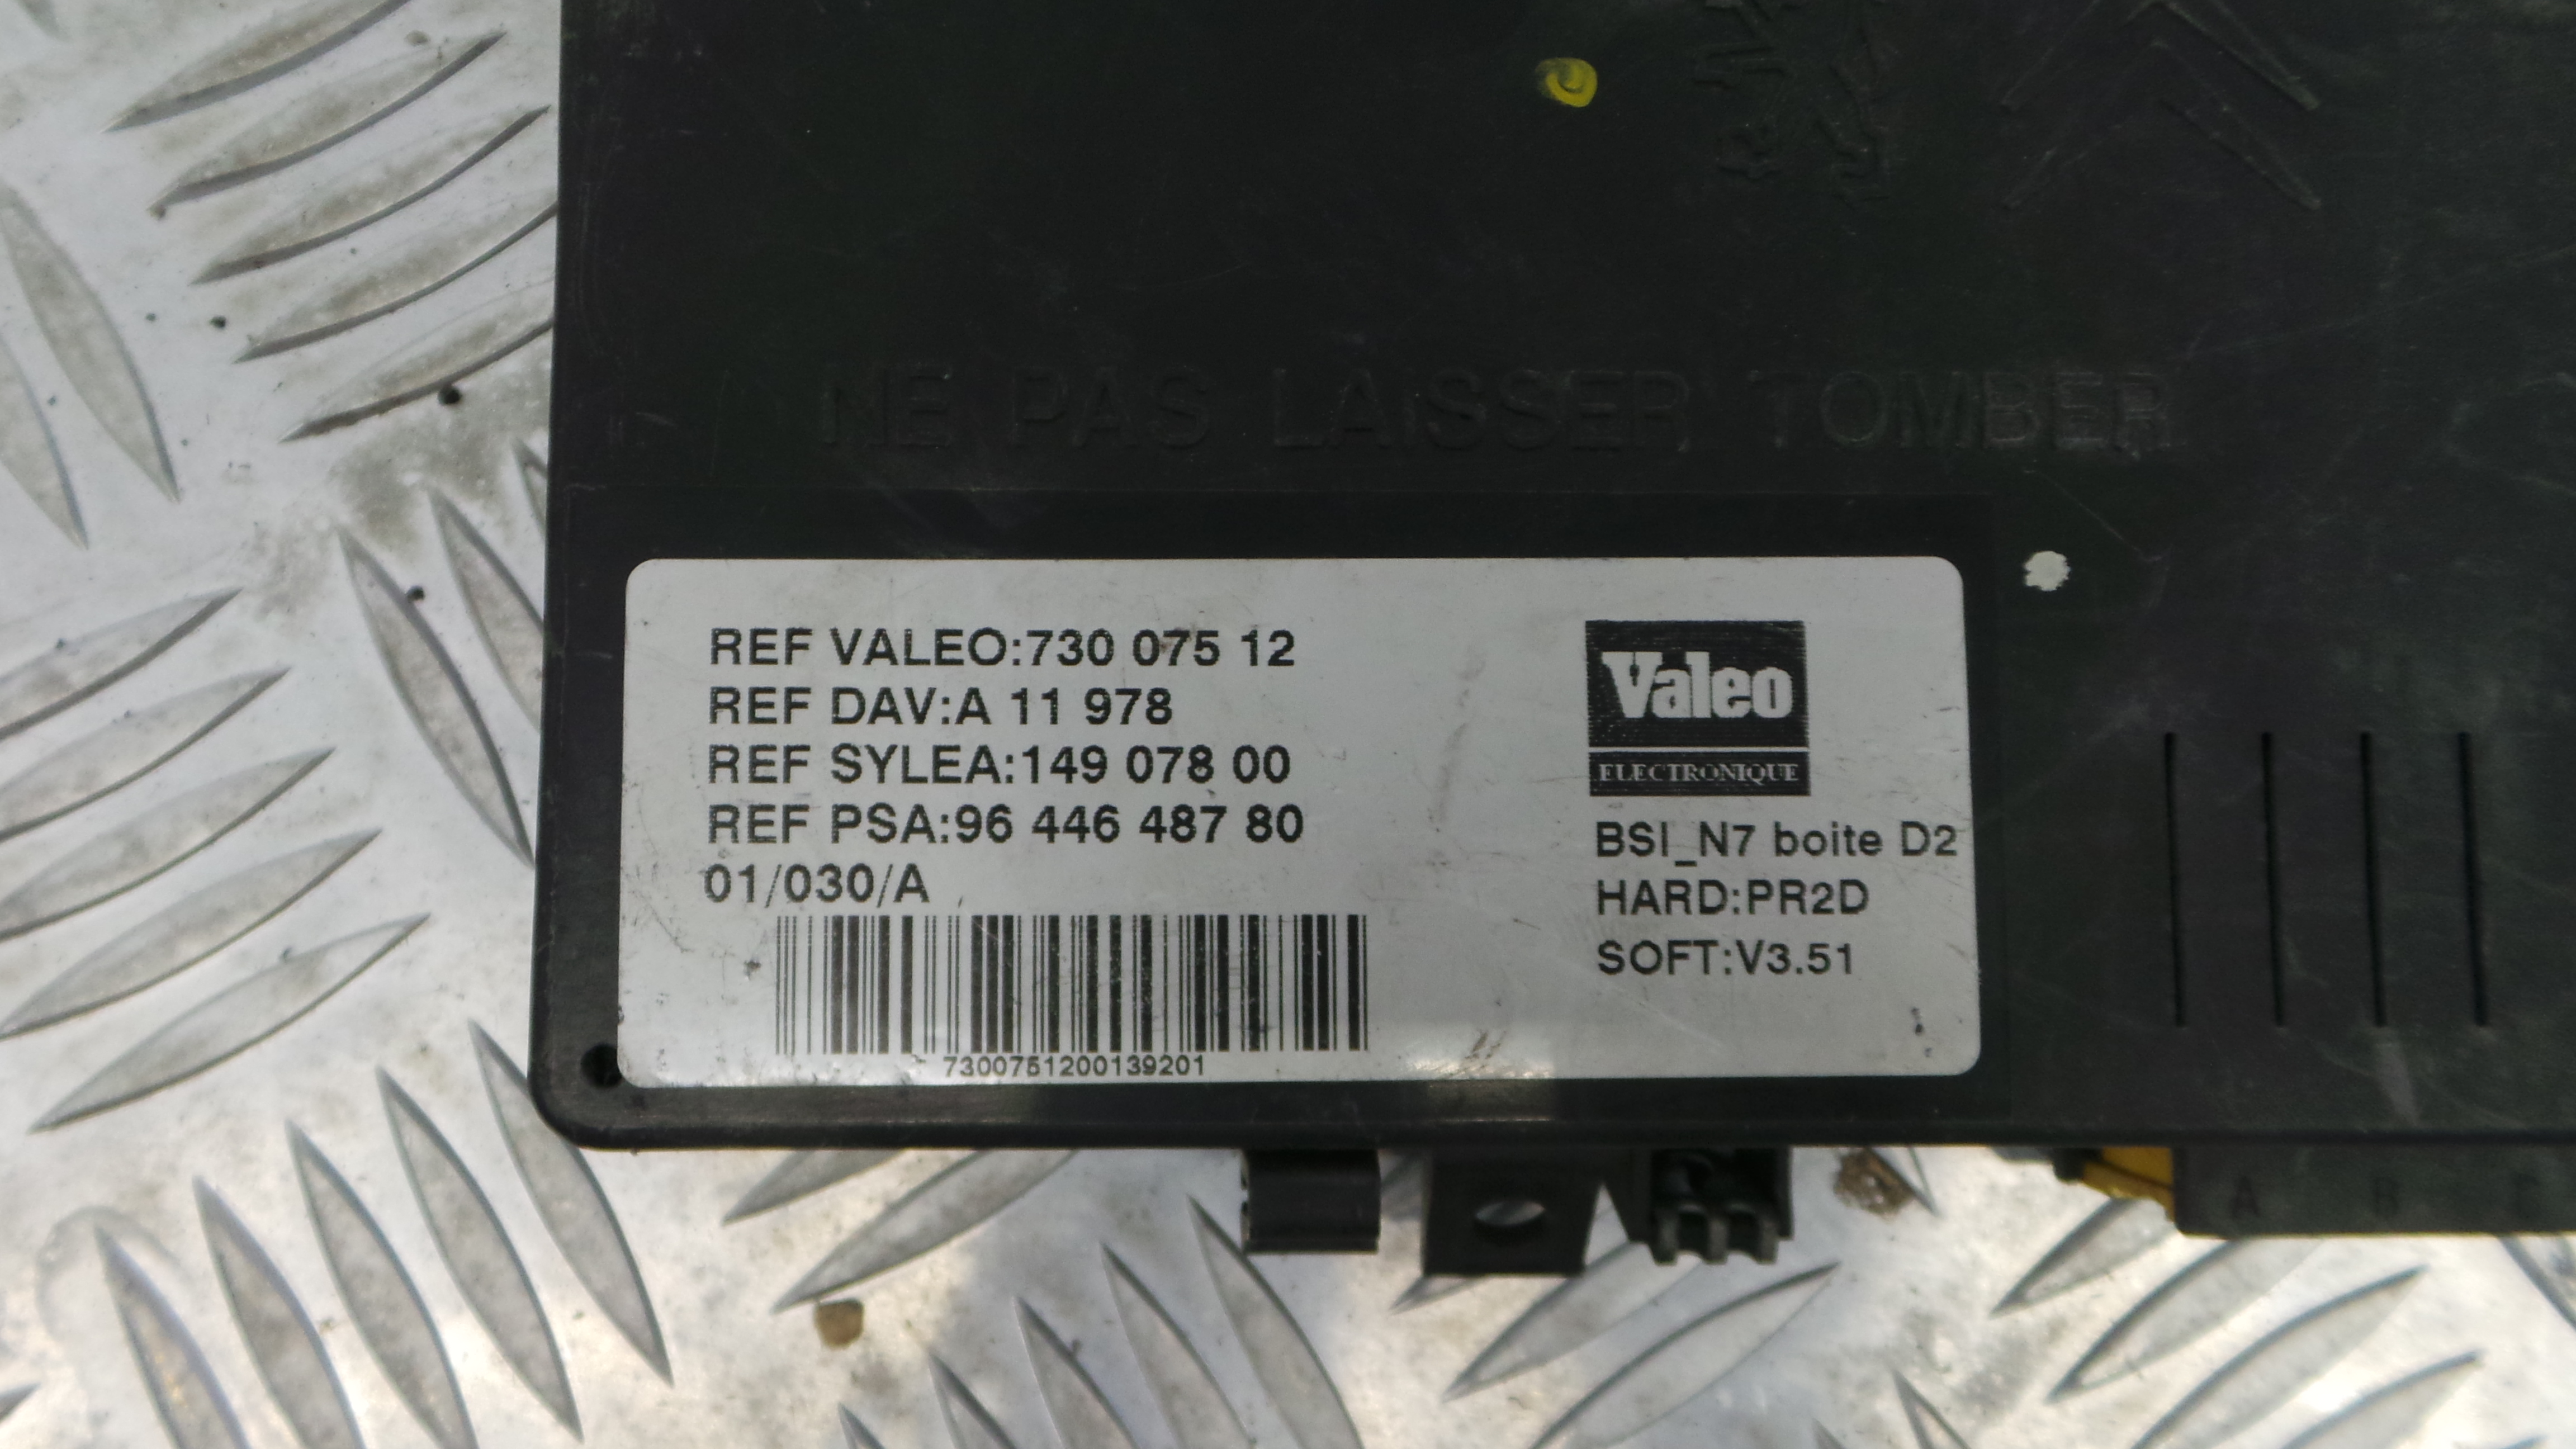 NE PAS LAISSER TOMBER
REF VALEO:730 075 12
REF DAV:A 11 978
REF SYLEA:149 078 00
REF PSA:96 446 487 80
01/030/A
7300751200139201
Valeo
ELECTRONIQUE
BSI_N7 boite D2
HARD:PR2D
SOFT:V3.51
A B